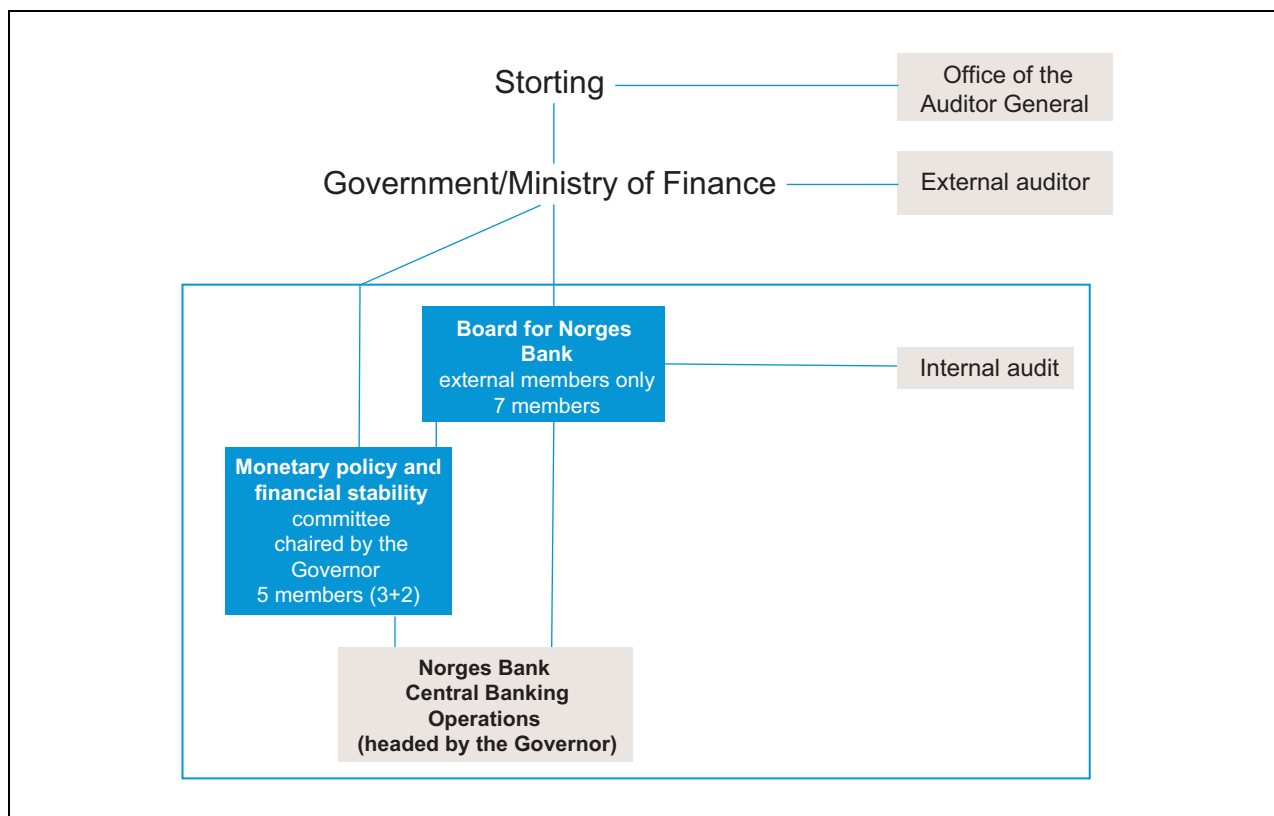 Storting
Office of the
Auditor General
Government/Ministry of Finance
External auditor
Board for Norges
Bank
external members only
7 members
Internal audit
Monetary policy and
financial stability
committee
chaired by the
Governor
5 members (3+2)
Norges Bank
Central Banking
Operations
(headed by the Governor)